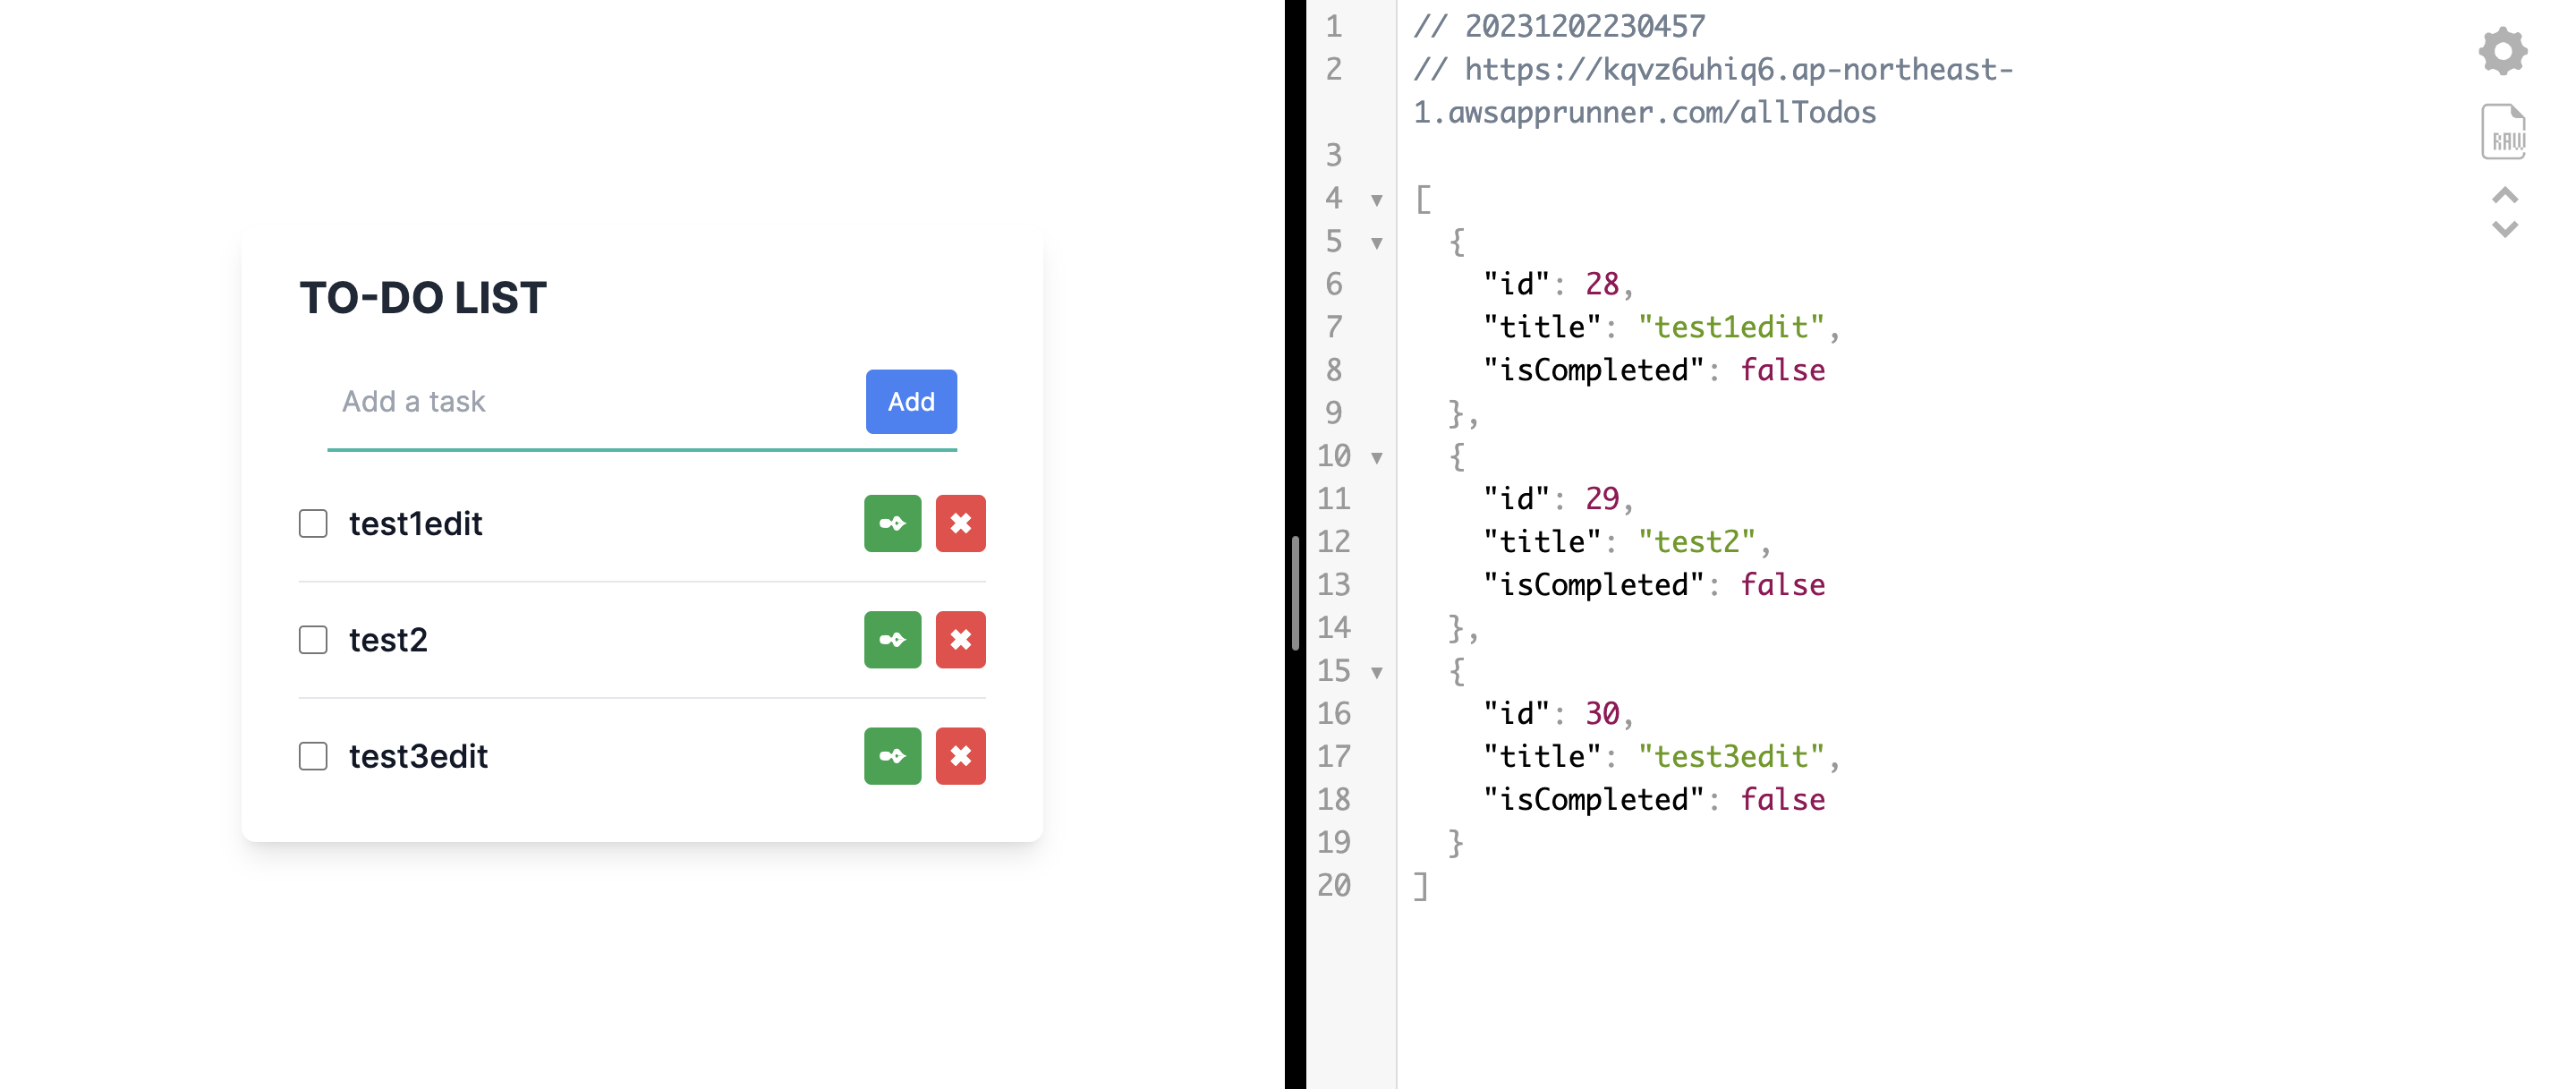 TO-DO LIST
Add a task
Add
test1edit
test2
test3edit
1 // 20231202230457
2 // https://kqvz6uhiq6.ap-northeast-
1.awsapprunner.com/allTodos
3
4 ▼ [
5 ▼ {
6 "id": 28,
7 "title": "test1edit",
8 "isCompleted": false
9 },
10 ▼ {
11 "id": 29,
12 "title": "test2",
13 "isCompleted": false
14 },
15 ▼ {
16 "id": 30,
17 "title": "test3edit",
18 "isCompleted": false
19 }
20 ]
RAW